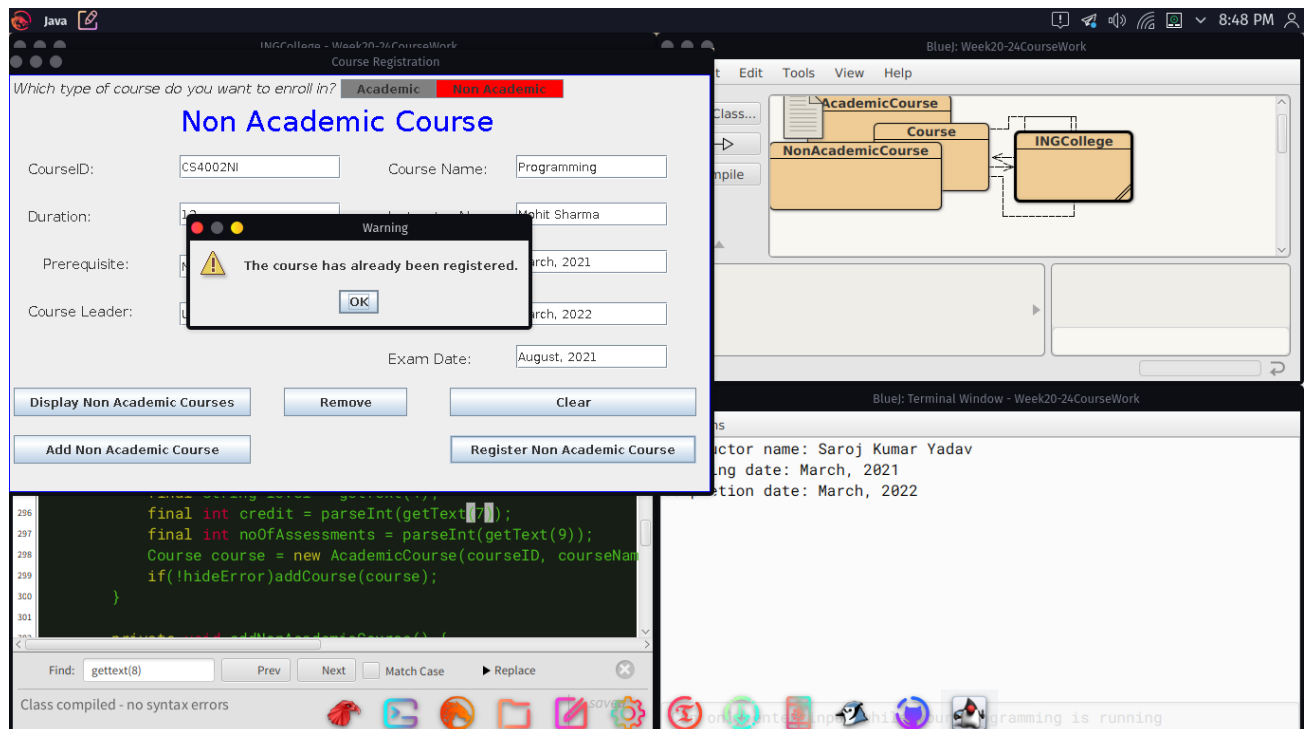 Java
8:48 PM
INGCollege - Week20-24CourseWork
BlueJ: Week20-24CourseWork
Course Registration
Edit Tools View Help
Which type of course do you want to enroll in? Academic Non Academic
Non Academic Course
CourseID: CS4002NI Course Name: Programming
Duration: Mohit Sharma
Warning
The course has already been registered.
OK
Prerequisite: 2021
Course Leader: 2022
Exam Date: August, 2021
Display Non Academic Courses Remove Clear
Add Non Academic Course Register Non Academic Course
Class...
AcademicCourse
Course
NonAcademicCourse
INGCollege
BlueJ: Terminal Window - Week20-24CourseWork
name: Saroj Kumar Yadav
date: March, 2021
date: March, 2022
296 final int credit = parseInt(getText(7));
297 final int noOfAssessments = parseInt(getText(9));
298 Course course = new AcademicCourse(courseID, courseNam
299 if(!hideError)addCourse(course);
300 }
301
Find: gettext(8) Prev Next Match Case Replace
Class compiled - no syntax errors
is running